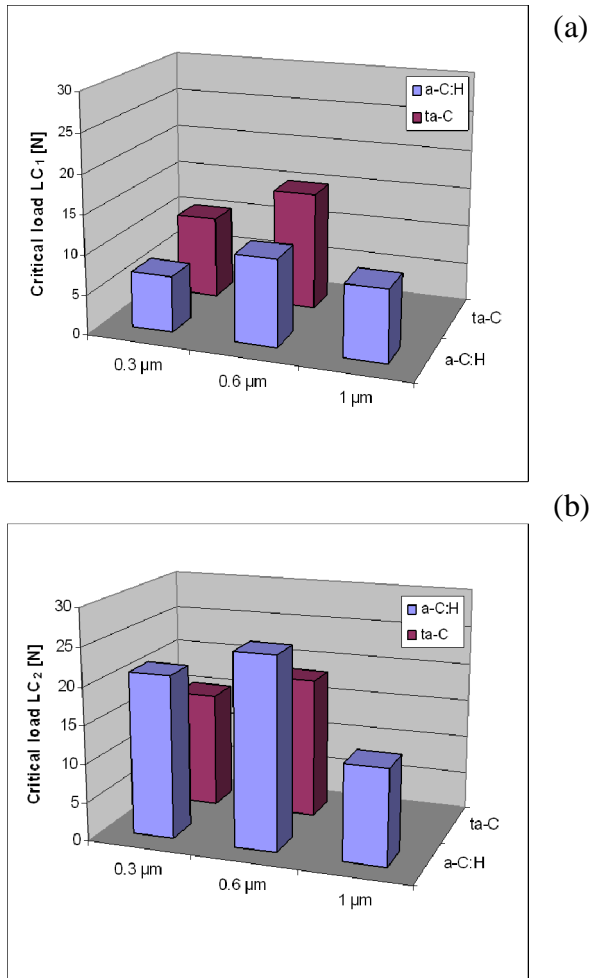 (a)
30
25
20
15
10
5
0
Critical load LC1 [N]
a-C:H
ta-C
0.3 µm
0.6 µm
1 µm
ta-C
a-C:H
(b)
30
25
20
15
10
5
0
Critical load LC2 [N]
a-C:H
ta-C
0.3 µm
0.6 µm
1 µm
ta-C
a-C:H